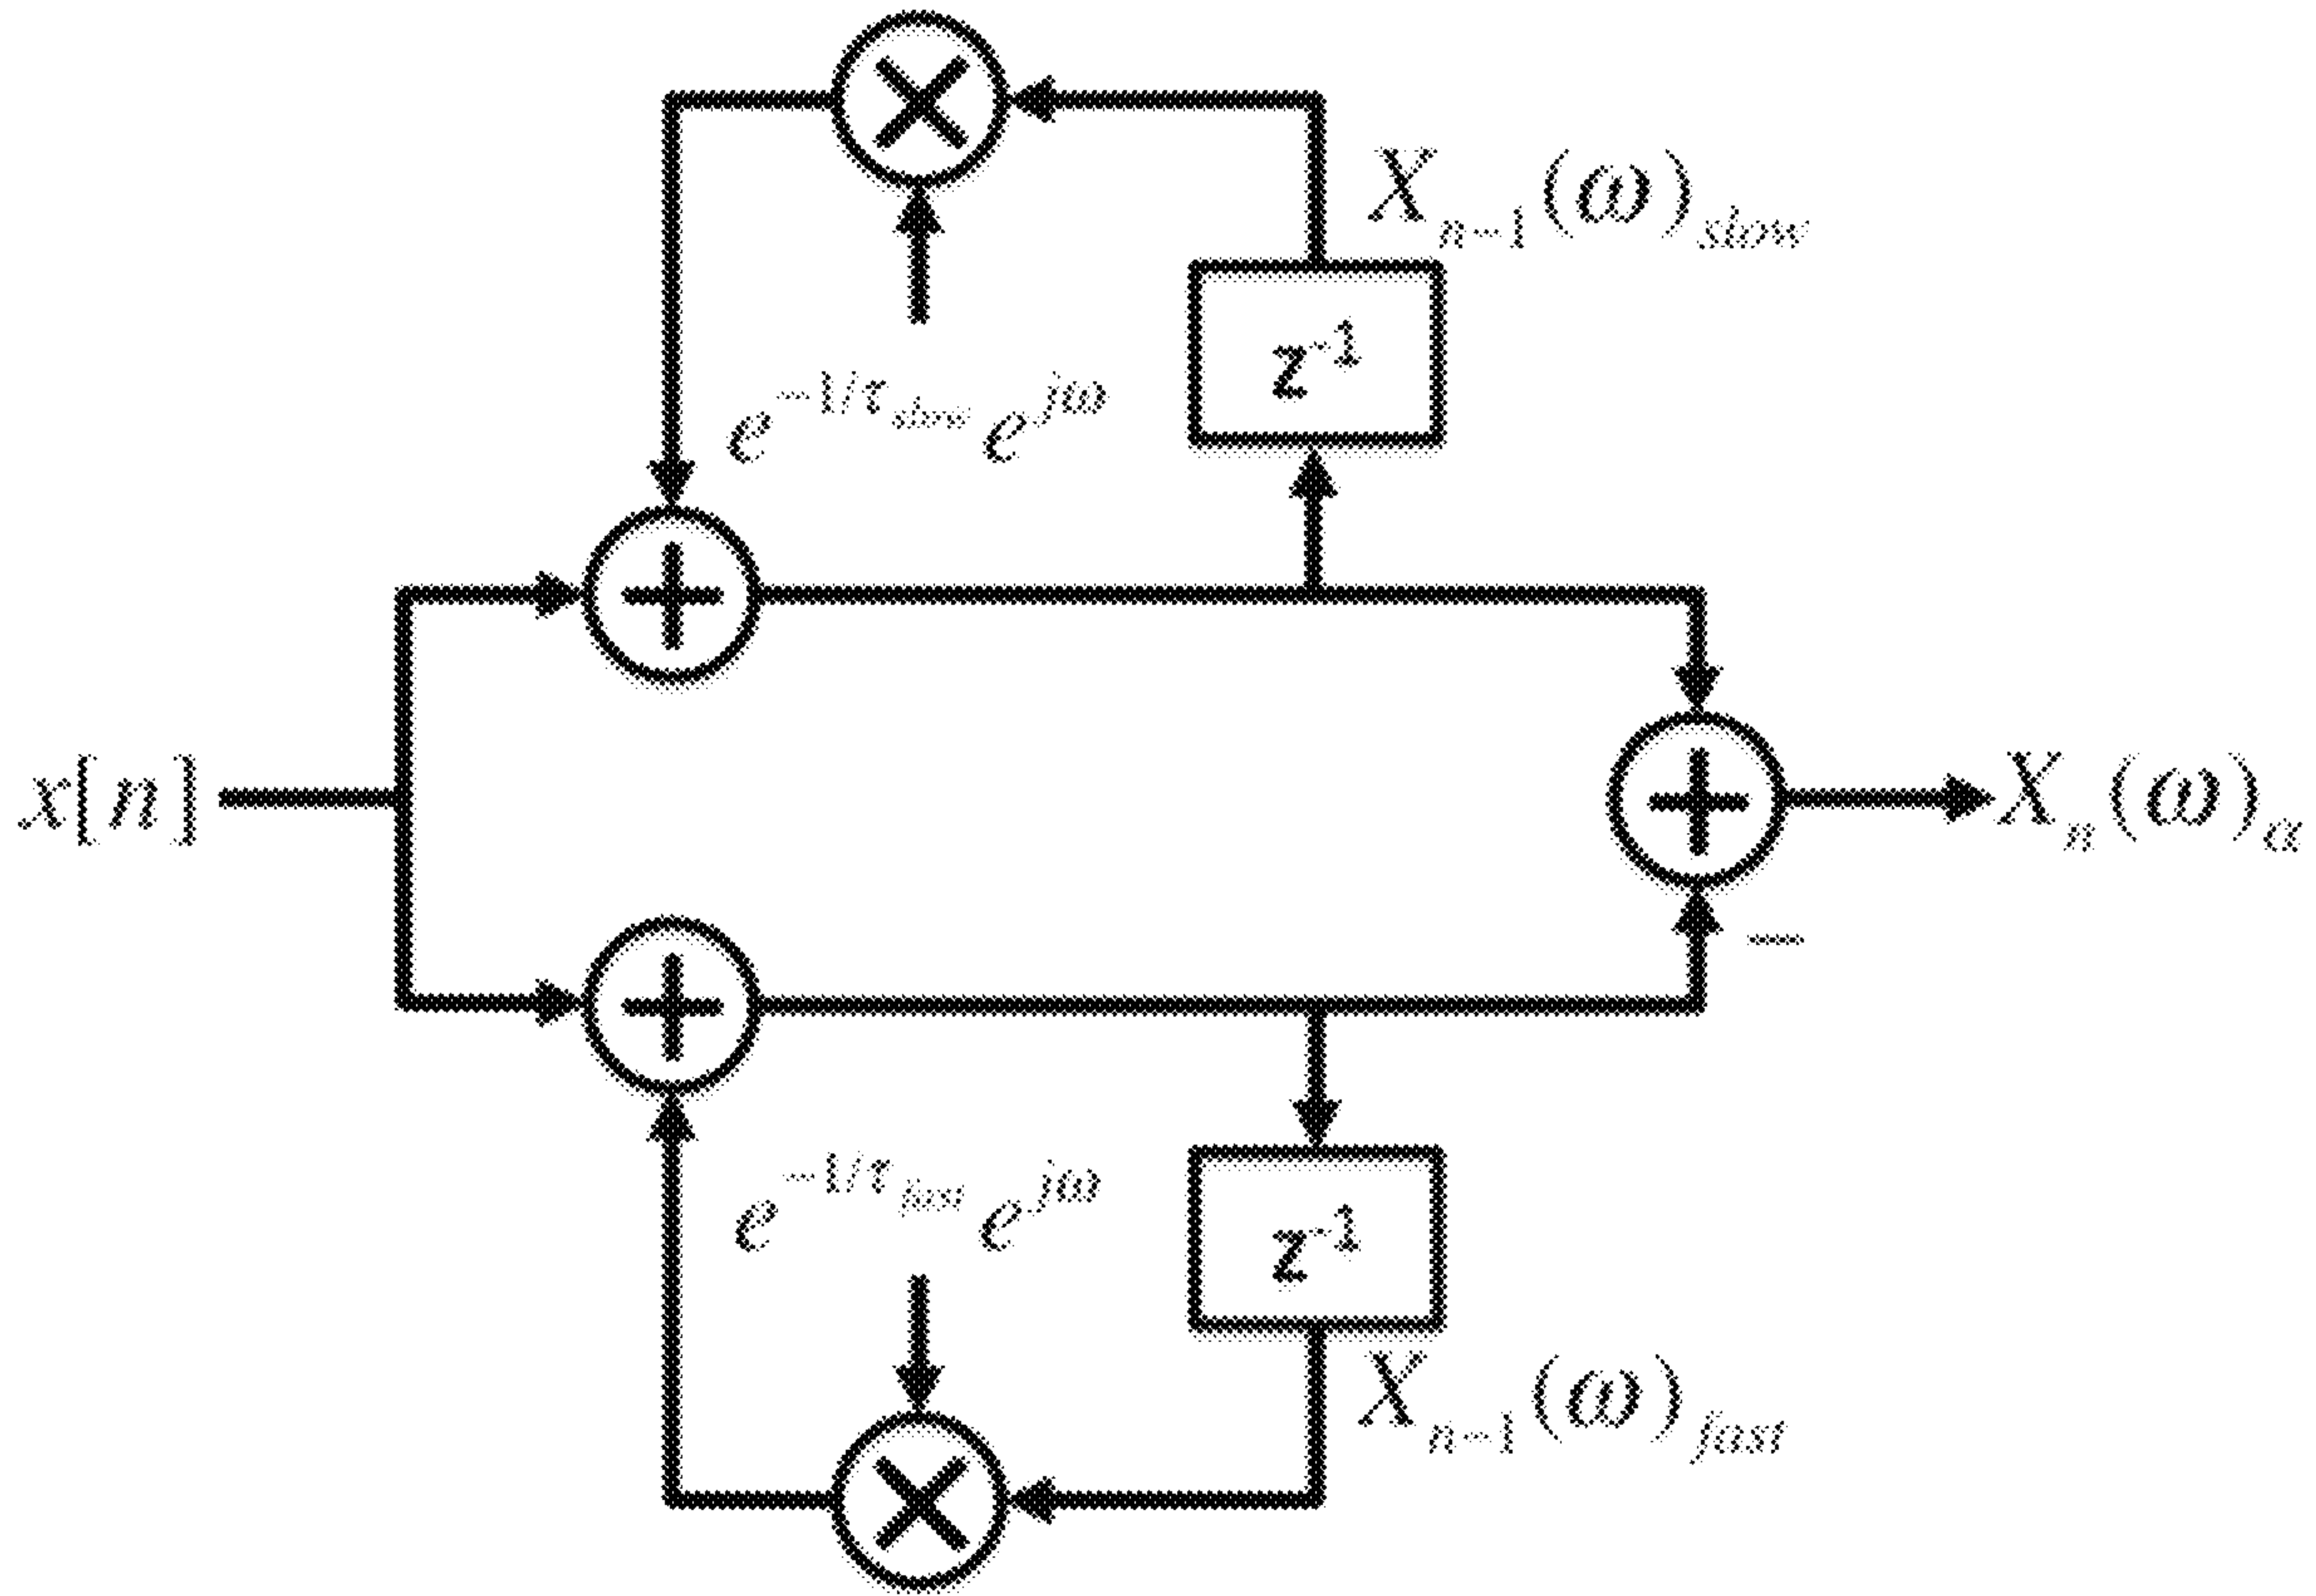 X_{n-1}(ω)_{slow}
z^{-1}
e^{-1/τ_{slow}} e^{jω}
x[n]
X_n(ω)_α
−
e^{-1/τ_{fast}} e^{jω}
z^{-1}
X_{n-1}(ω)_{fast}